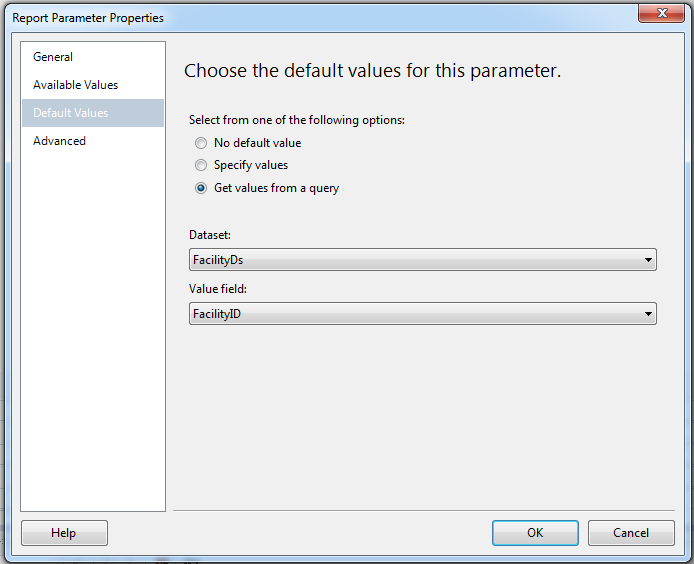 Report Parameter Properties
General
Available Values
Default Values
Advanced
Choose the default values for this parameter.
Select from one of the following options:
No default value
Specify values
Get values from a query
Dataset:
FacilityDs
Value field:
FacilityID
Help
OK
Cancel